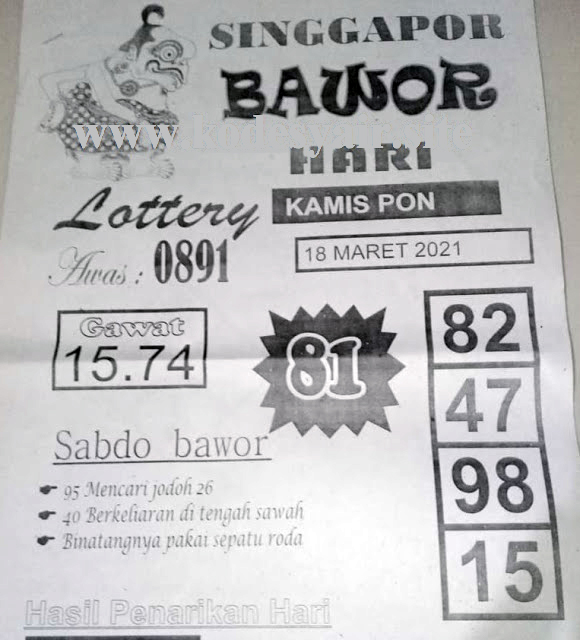 SINGGAPOR
BAWOR
HARI
Lottery
KAMIS PON
18 MARET 2021
Awas : 0891
Gawat
15.74
81
82
47
98
15
Sabdo bawor
95 Mencari jodoh 26
40 Berkeliaran di tengah sawah
Binatangnya pakai sepatu roda
Hasil Penarikan Hari